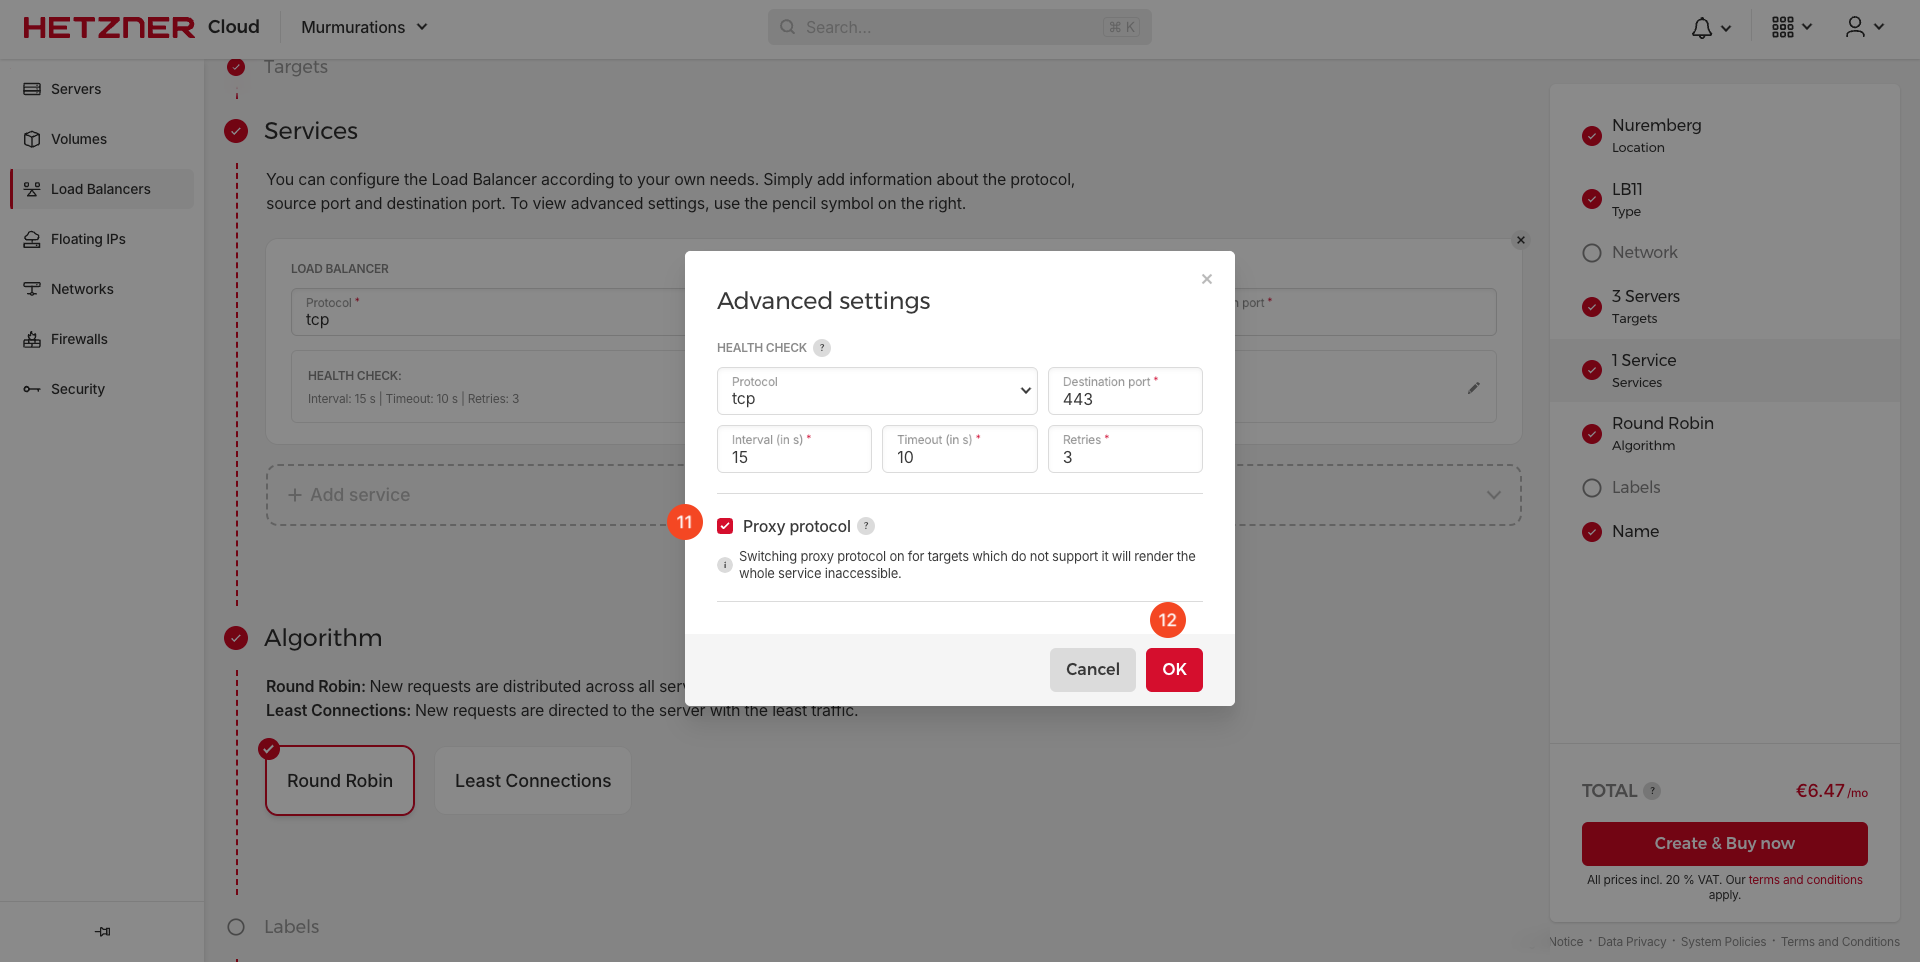 HETZNER Cloud
Murmurations
Search...
⌘ K
Servers
Volumes
Load Balancers
Floating IPs
Networks
Firewalls
Security
Targets
Services
You can configure the Load Balancer according to your own needs. Simply add information about the protocol,
source port and destination port. To view advanced settings, use the pencil symbol on the right.
LOAD BALANCER
Protocol *
tcp
port *
HEALTH CHECK:
Interval: 15 s | Timeout: 10 s | Retries: 3
+ Add service
Advanced settings
HEALTH CHECK ?
Protocol
tcp
Destination port *
443
Interval (in s) *
15
Timeout (in s) *
10
Retries *
3
11
Proxy protocol ?
i
Switching proxy protocol on for targets which do not support it will render the
whole service inaccessible.
12
Cancel
OK
Algorithm
Round Robin: New requests are distributed across all
Least Connections: New requests are directed to the server with the least traffic.
Round Robin
Least Connections
Labels
Nuremberg
Location
LB11
Type
Network
3 Servers
Targets
1 Service
Services
Round Robin
Algorithm
Labels
Name
TOTAL ?
€6.47 /mo
Create & Buy now
All prices incl. 20 % VAT. Our terms and conditions
apply.
Notice · Data Privacy · System Policies · Terms and Conditions